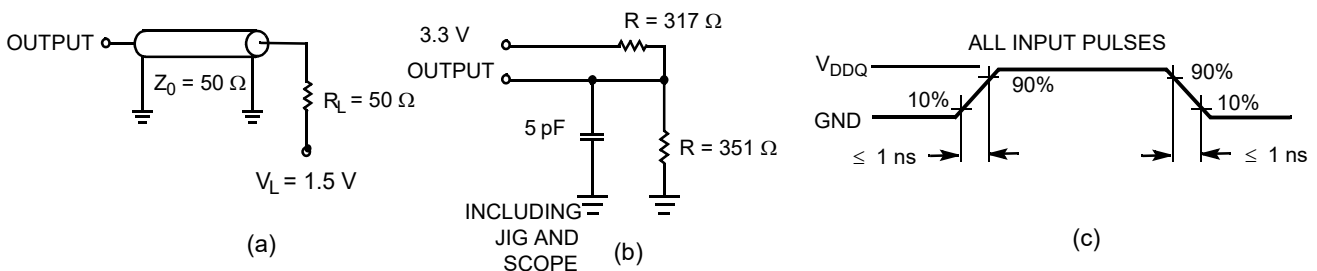 OUTPUT
Z0 = 50 Ω
RL = 50 Ω
VL = 1.5 V
(a)
R = 317 Ω
3.3 V
OUTPUT
5 pF
R = 351 Ω
INCLUDING
JIG AND
SCOPE
(b)
ALL INPUT PULSES
VDDQ
90%
90%
10%
10%
GND
≤ 1 ns
≤ 1 ns
(c)